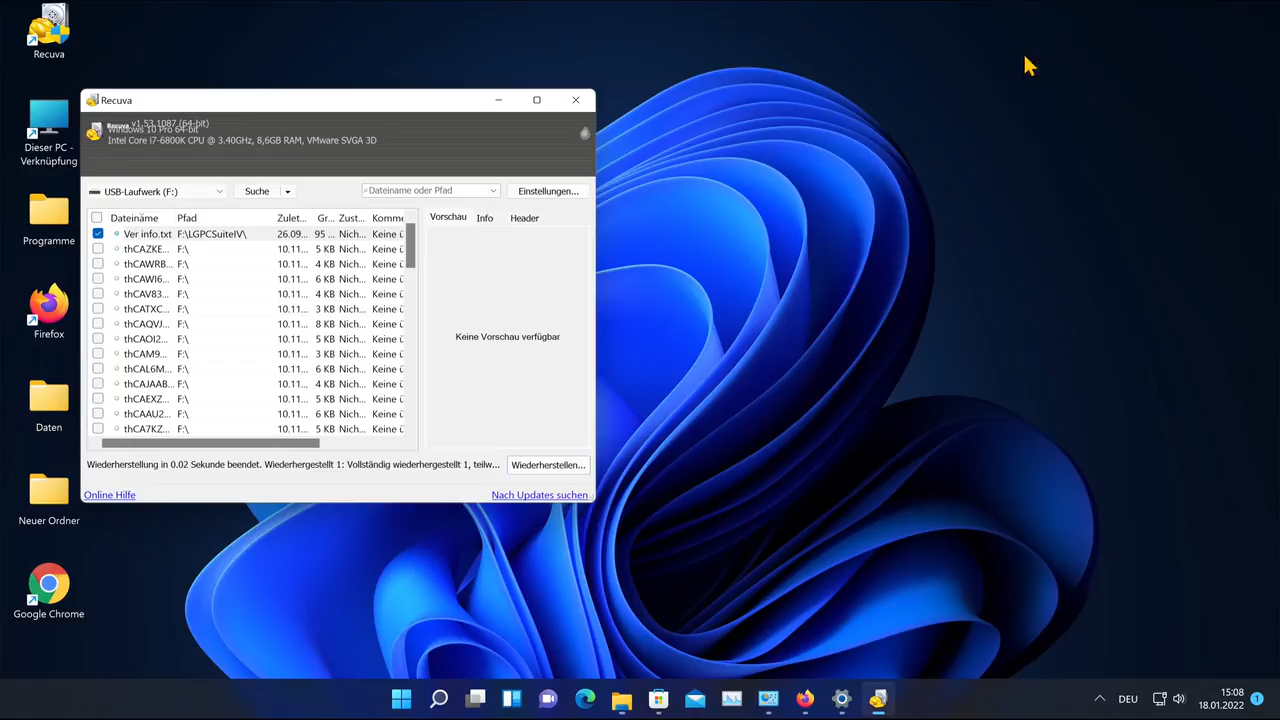 Recuva
Dieser PC -
Verknüpfung
Programme
Firefox
Daten
Neuer Ordner
Google Chrome
Recuva
Recuva v1.53.1087 (64-bit)
Windows 10 Pro 64-bit
Intel Core i7-6800K CPU @ 3.40GHz, 8,6GB RAM, VMware SVGA 3D
USB-Laufwerk (F:) Suche Dateiname oder Pfad Einstellungen...
Dateiname Pfad Zulet... Gr... Zust... Komme
Ver info.txt F:\LGPCSuiteIV\ 26.09... 95 ... Nich... Keine ü
thCAZKE... F:\ 10.11... 5 KB Nich... Keine ü
thCAWRB... F:\ 10.11... 4 KB Nich... Keine ü
thCAWI6... F:\ 10.11... 6 KB Nich... Keine ü
thCAV83... F:\ 10.11... 4 KB Nich... Keine ü
thCATXC... F:\ 10.11... 3 KB Nich... Keine ü
thCAQVJ... F:\ 10.11... 8 KB Nich... Keine ü
thCAOI2... F:\ 10.11... 5 KB Nich... Keine ü
thCAM9... F:\ 10.11... 3 KB Nich... Keine ü
thCAL6M... F:\ 10.11... 6 KB Nich... Keine ü
thCAJAAB... F:\ 10.11... 4 KB Nich... Keine ü
thCAEXZ... F:\ 10.11... 5 KB Nich... Keine ü
thCAAU2... F:\ 10.11... 6 KB Nich... Keine ü
thCA7KZ... F:\ 10.11... 5 KB Nich... Keine ü
Vorschau Info Header
Keine Vorschau verfügbar
Wiederherstellung in 0.02 Sekunde beendet. Wiederhergestellt 1: Vollständig wiederhergestellt 1, teilw...
Wiederherstellen...
Online Hilfe
Nach Updates suchen
DEU
15:08
18.01.2022
1